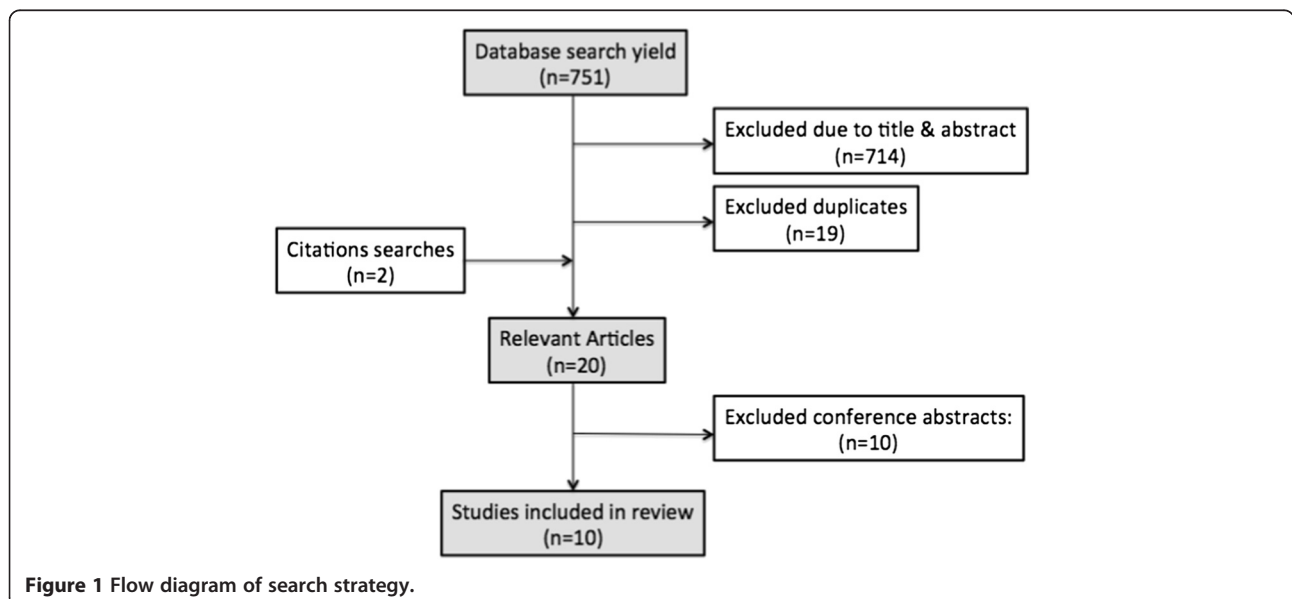 Database search yield
(n=751)
Excluded due to title & abstract
(n=714)
Excluded duplicates
(n=19)
Citations searches
(n=2)
Relevant Articles
(n=20)
Excluded conference abstracts:
(n=10)
Studies included in review
(n=10)
Figure 1 Flow diagram of search strategy.